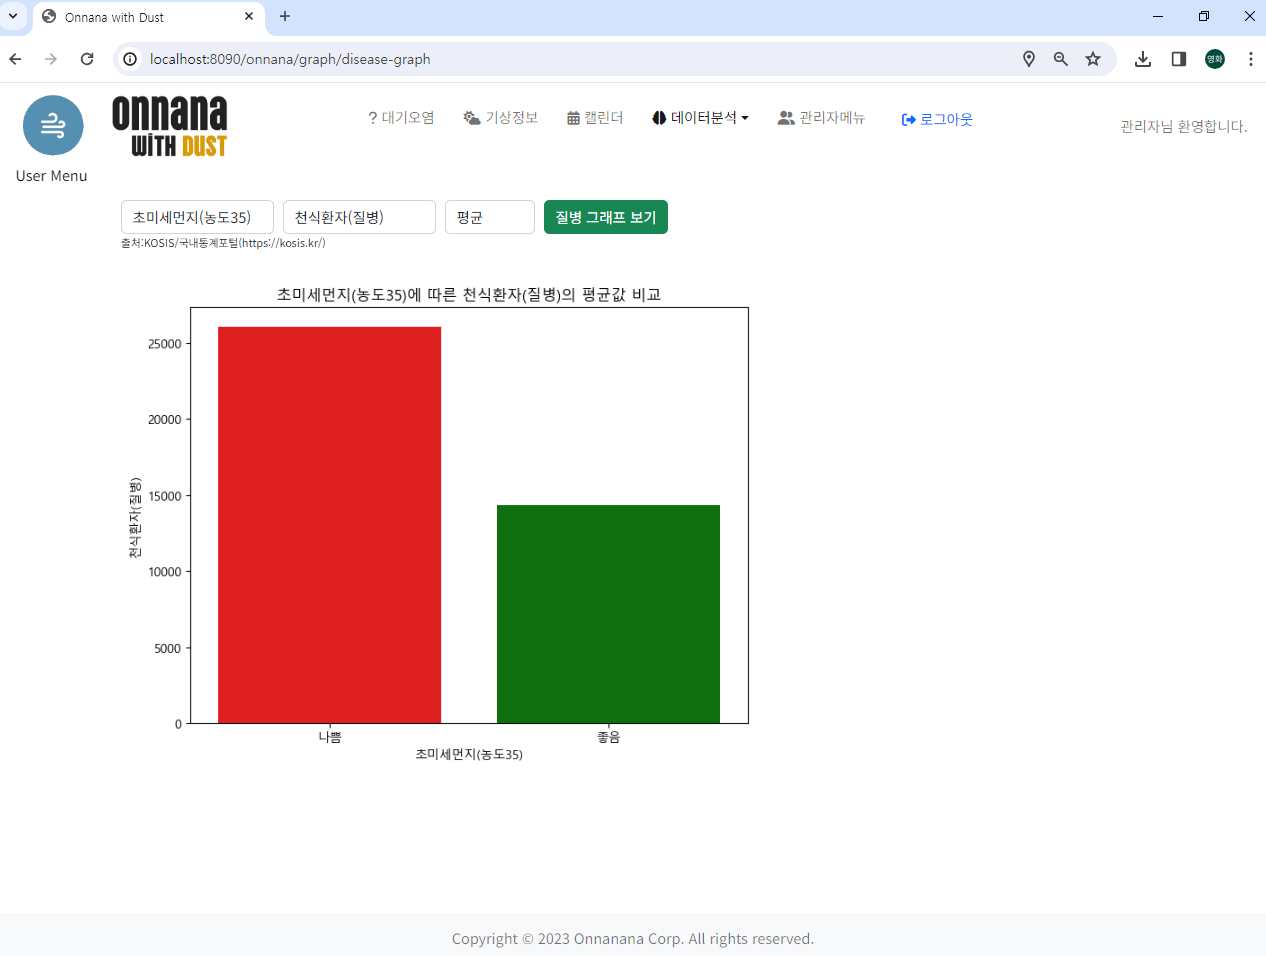 Onnana with Dust
localhost:8090/onnana/graph/disease-graph
영화
onnana
WITH DUST
? 대기오염
기상정보
캘린더
데이터분석
관리자메뉴
로그아웃
관리자님 환영합니다.
User Menu
초미세먼지(농도35)
천식환자(질병)
평균
질병 그래프 보기
출처:KOSIS/국내통계포털(https://kosis.kr/)
초미세먼지(농도35)에 따른 천식환자(질병)의 평균값 비교
25000
20000
15000
10000
5000
0
천식환자(질병)
나쁨
좋음
초미세먼지(농도35)
Copyright © 2023 Onnanana Corp. All rights reserved.